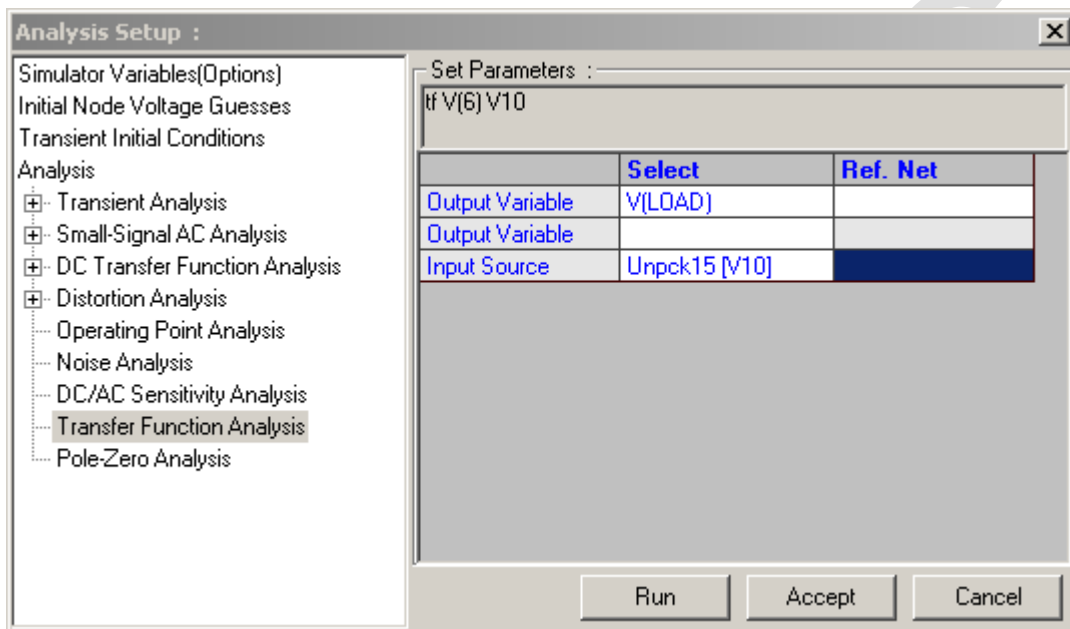 Analysis Setup :
Simulator Variables(Options)
Initial Node Voltage Guesses
Transient Initial Conditions
Analysis
Transient Analysis
Small-Signal AC Analysis
DC Transfer Function Analysis
Distortion Analysis
Operating Point Analysis
Noise Analysis
DC/AC Sensitivity Analysis
Transfer Function Analysis
Pole-Zero Analysis
Set Parameters :
tf V(6) V10
Select Ref. Net
Output Variable V(LOAD)
Output Variable
Input Source Unpck15 [V10]
Run Accept Cancel